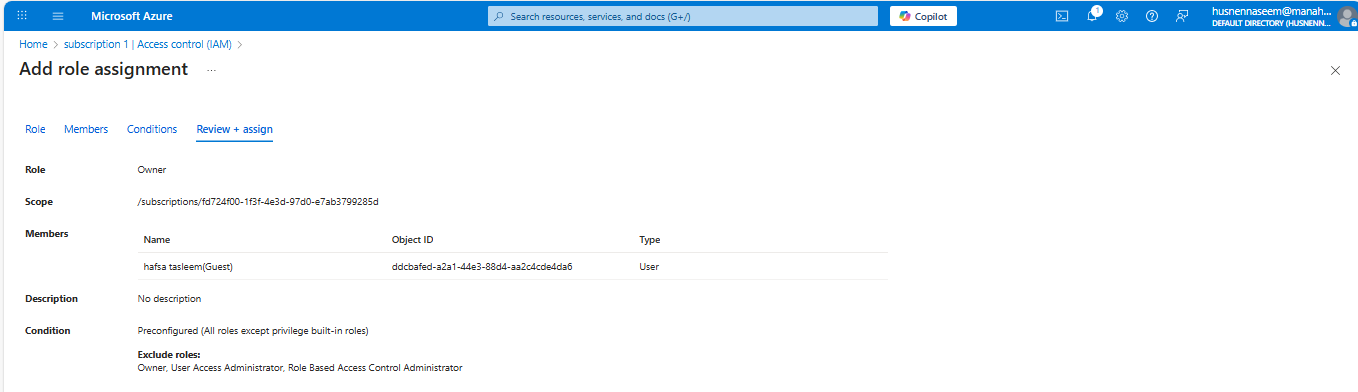 Microsoft Azure
Search resources, services, and docs (G+/)
Copilot
1
husnennaseem@manah...
DEFAULT DIRECTORY (HUSNENN...
Home > subscription 1 | Access control (IAM) >
Add role assignment ...
Role Members Conditions Review + assign
Role Owner
Scope /subscriptions/fd724f00-1f3f-4e3d-97d0-e7ab3799285d
Members
Name Object ID Type
hafsa tasleem(Guest) ddcbafed-a2a1-44e3-88d4-aa2c4cde4da6 User
Description No description
Condition Preconfigured (All roles except privilege built-in roles)
Exclude roles:
Owner, User Access Administrator, Role Based Access Control Administrator